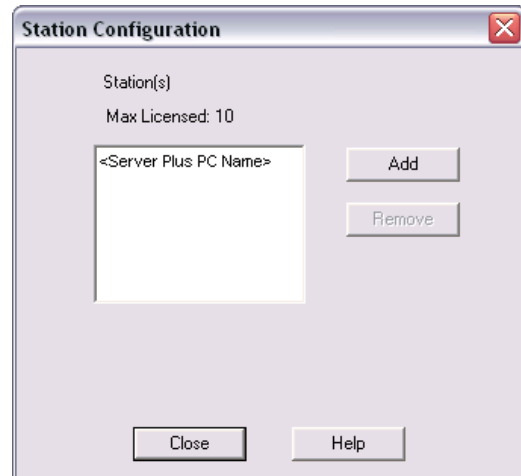 Station Configuration
Station(s)
Max Licensed: 10
<Server Plus PC Name>
Add
Remove
Close
Help